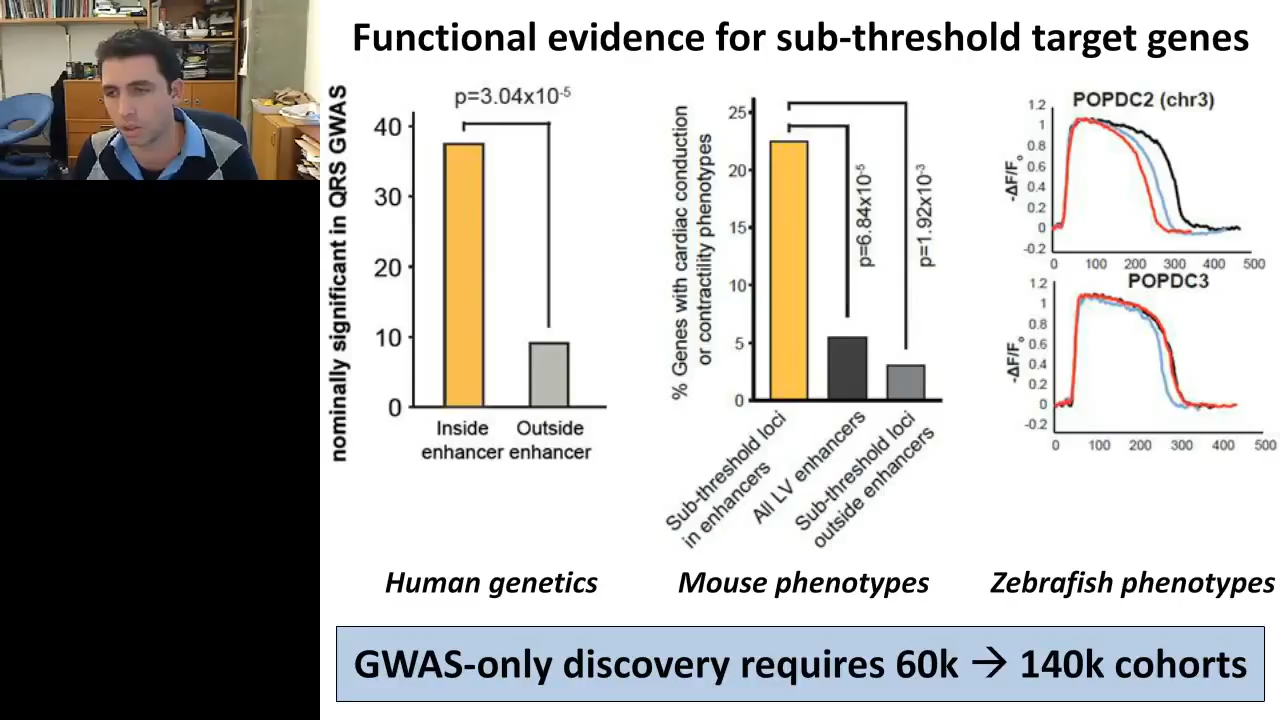 Functional evidence for sub-threshold target genes
nominally significant in QRS GWAS
p=3.04x10-5
40
30
20
10
0
Inside enhancer
Outside enhancer
% Genes with cardiac conduction
or contractility phenotypes
25
20
15
10
5
0
p=6.84x10-5
p=1.92x10-3
Sub-threshold loci
in enhancers
All LV enhancers
Sub-threshold loci
outside enhancers
POPDC2 (chr3)
-ΔF/Fo
1.2
1
0.8
0.6
0.4
0.2
0
-0.2
0 100 200 300 400 500
POPDC3
-ΔF/Fo
1.2
1
0.8
0.6
0.4
0.2
0
-0.2
0 100 200 300 400 500
Human genetics
Mouse phenotypes
Zebrafish phenotypes
GWAS-only discovery requires 60k → 140k cohorts